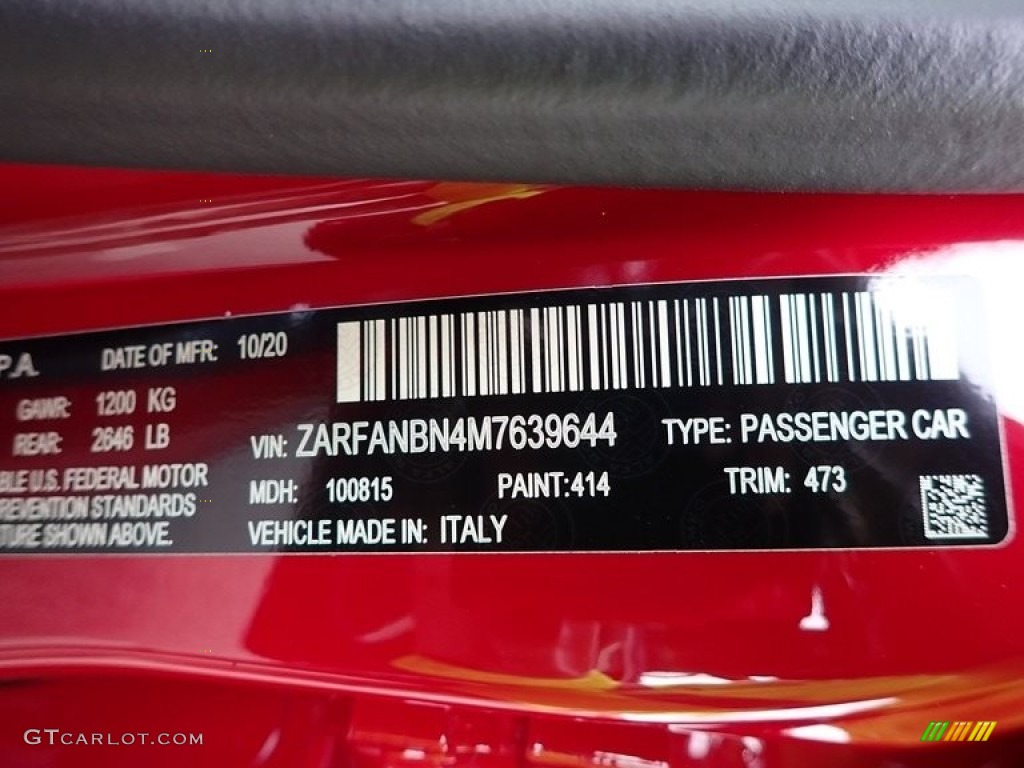 P.A. DATE OF MFR: 10/20
GAWR: 1200 KG
REAR: 2646 LB
VIN: ZARFANBN4M7639644 TYPE: PASSENGER CAR
BLE U.S. FEDERAL MOTOR
REVENTION STANDARDS
TURE SHOWN ABOVE.
MDH: 100815 PAINT:414 TRIM: 473
VEHICLE MADE IN: ITALY
GTCARLOT.COM